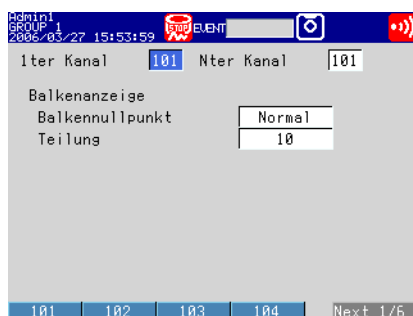 Admin1
GROUP 1
2006/03/27 15:53:59 STOP EVENT
1ter Kanal 101 Nter Kanal 101
Balkenanzeige
Balkennullpunkt Normal
Teilung 10
101 102 103 104 Next 1/6